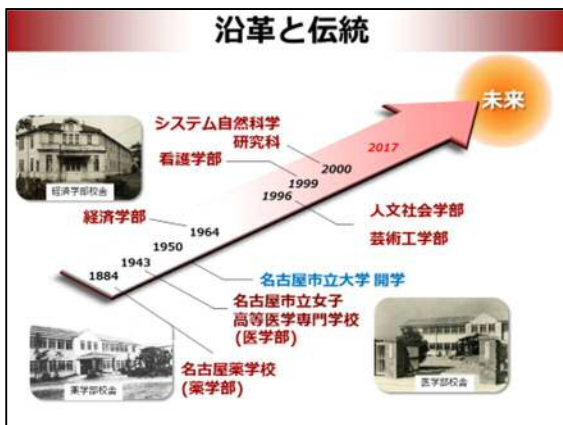 沿革と伝統
未来
システム自然科学
研究科
2017
看護学部
2000
1999
1996
経済学部校舎
人文社会学部
芸術工学部
経済学部
1964
1950
名古屋市立大学 開学
1943
1884
名古屋市立女子
高等医学専門学校
(医学部)
名古屋薬学校
(薬学部)
薬学部校舎
医学部校舎